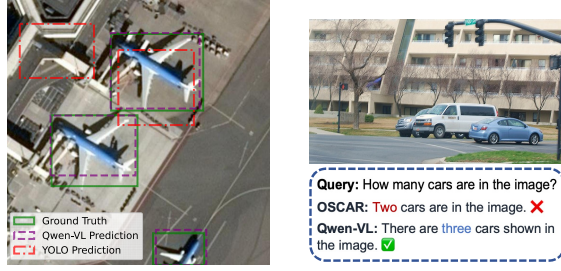 Ground Truth
Qwen-VL Prediction
YOLO Prediction
Query: How many cars are in the image?
OSCAR: Two cars are in the image. ❌
Qwen-VL: There are three cars shown in
the image. ✅